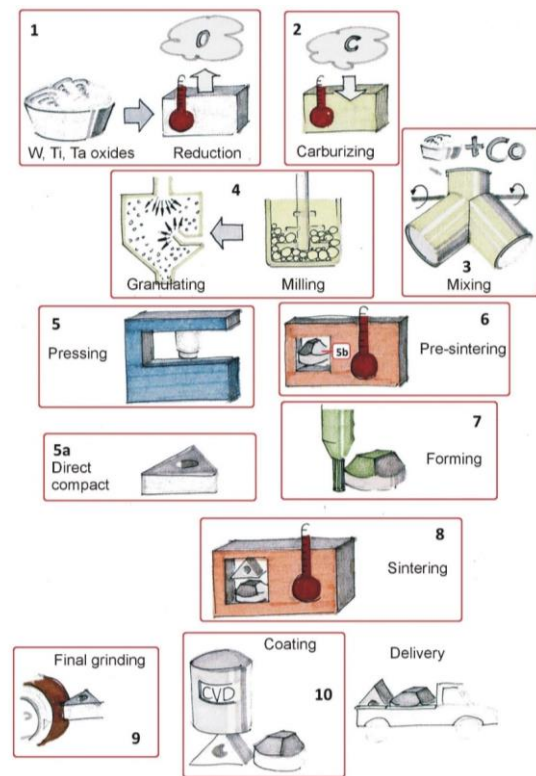 1
O
W, Ti, Ta oxides
Reduction
2
C
Carburizing
+ Co
3
Mixing
4
Granulating
Milling
5
Pressing
6
5b
Pre-sintering
5a
Direct
compact
7
Forming
8
Sintering
Final grinding
9
Coating
CVD
10
Delivery